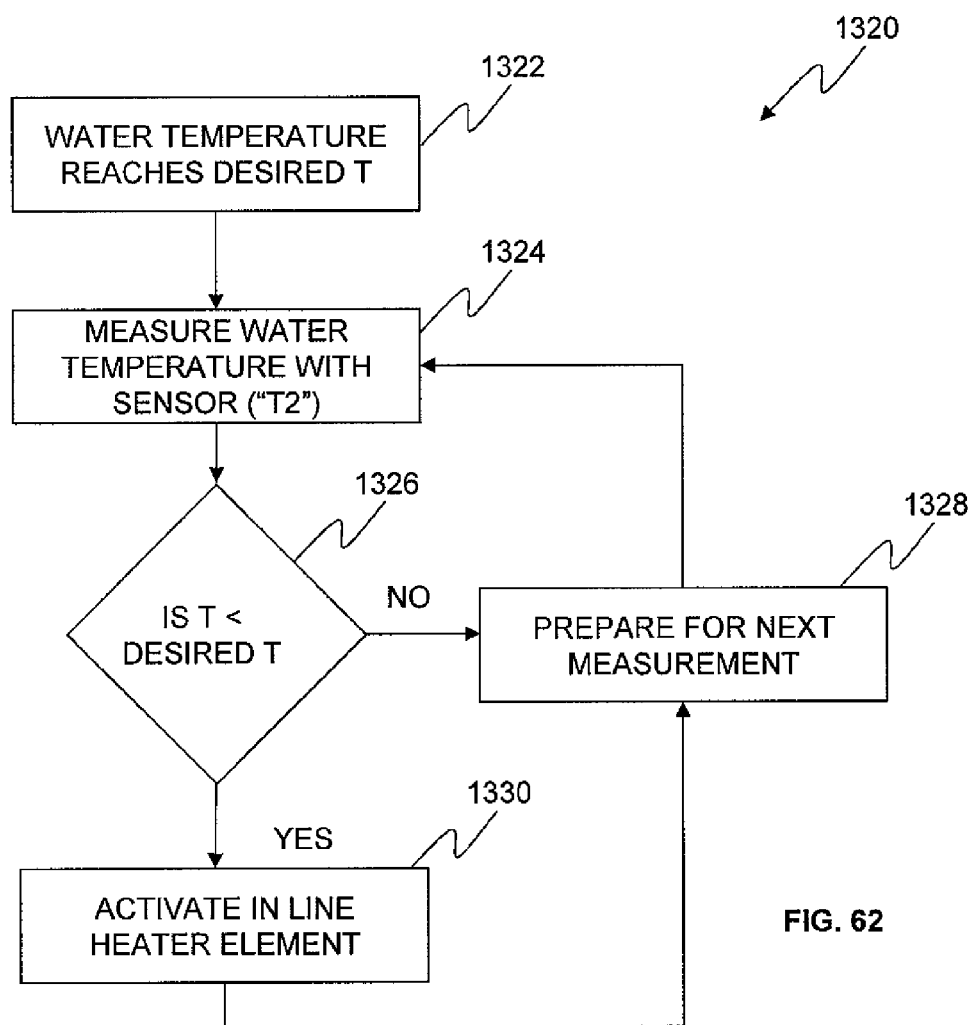 1320
1322
WATER TEMPERATURE
REACHES DESIRED T
1324
MEASURE WATER
TEMPERATURE WITH
SENSOR (“T2”)
1326
IS T <
DESIRED T
NO
1328
PREPARE FOR NEXT
MEASUREMENT
YES
1330
ACTIVATE IN LINE
HEATER ELEMENT
FIG. 62